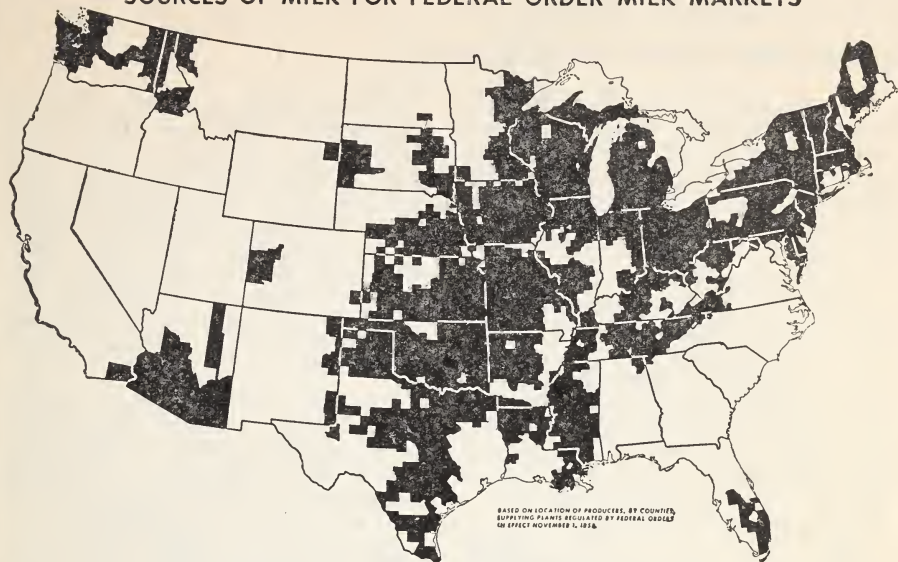 SOURCES OF MILK FOR FEDERAL ORDER MILK MARKETS
BASED ON LOCATION OF PRODUCERS, BY COUNTIES,
SUPPLYING PLANTS REGULATED BY FEDERAL ORDERS
IN EFFECT NOVEMBER 1, 1958.